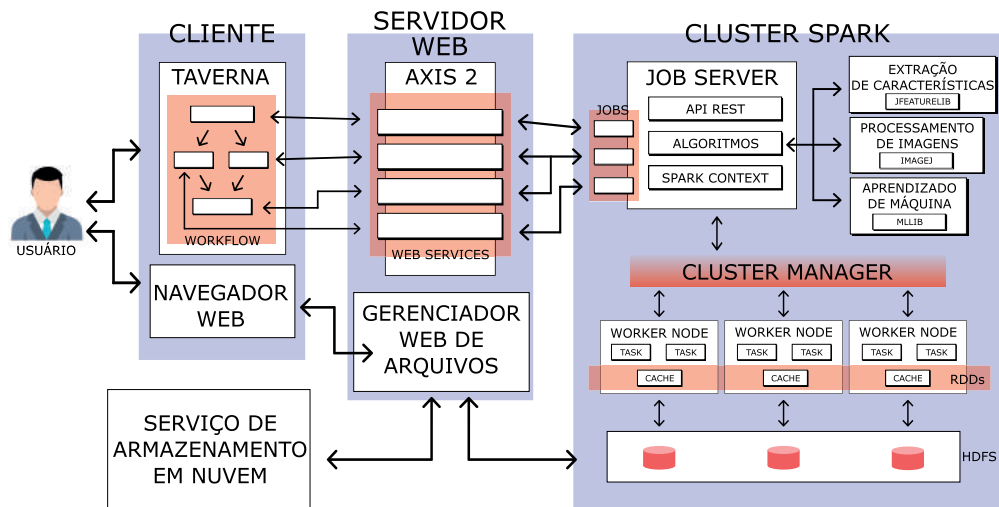 CLIENTE
SERVIDOR
WEB
CLUSTER SPARK
TAVERNA
WORKFLOW
USUÁRIO
NAVEGADOR
WEB
AXIS 2
WEB SERVICES
GERENCIADOR
WEB DE
ARQUIVOS
SERVIÇO DE
ARMAZENAMENTO
EM NUVEM
JOBS
JOB SERVER
API REST
ALGORITMOS
SPARK CONTEXT
EXTRAÇÃO
DE CARACTERÍSTICAS
JFEATURELIB
PROCESSAMENTO
DE IMAGENS
IMAGEJ
APRENDIZADO
DE MÁQUINA
MLLIB
CLUSTER MANAGER
WORKER NODE
TASK
TASK
CACHE
WORKER NODE
TASK
TASK
CACHE
WORKER NODE
TASK
TASK
CACHE
RDDs
HDFS